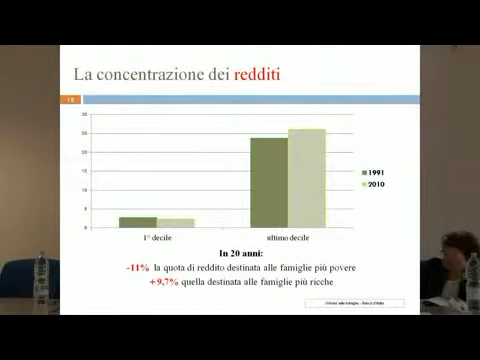 La concentrazione dei redditi
30
25
20
15
10
5
0
1991
2010
1° decile
ultimo decile
In 20 anni:
-11% la quota di reddito destinata alle famiglie più povere
+9,7% quella destinata alle famiglie più ricche